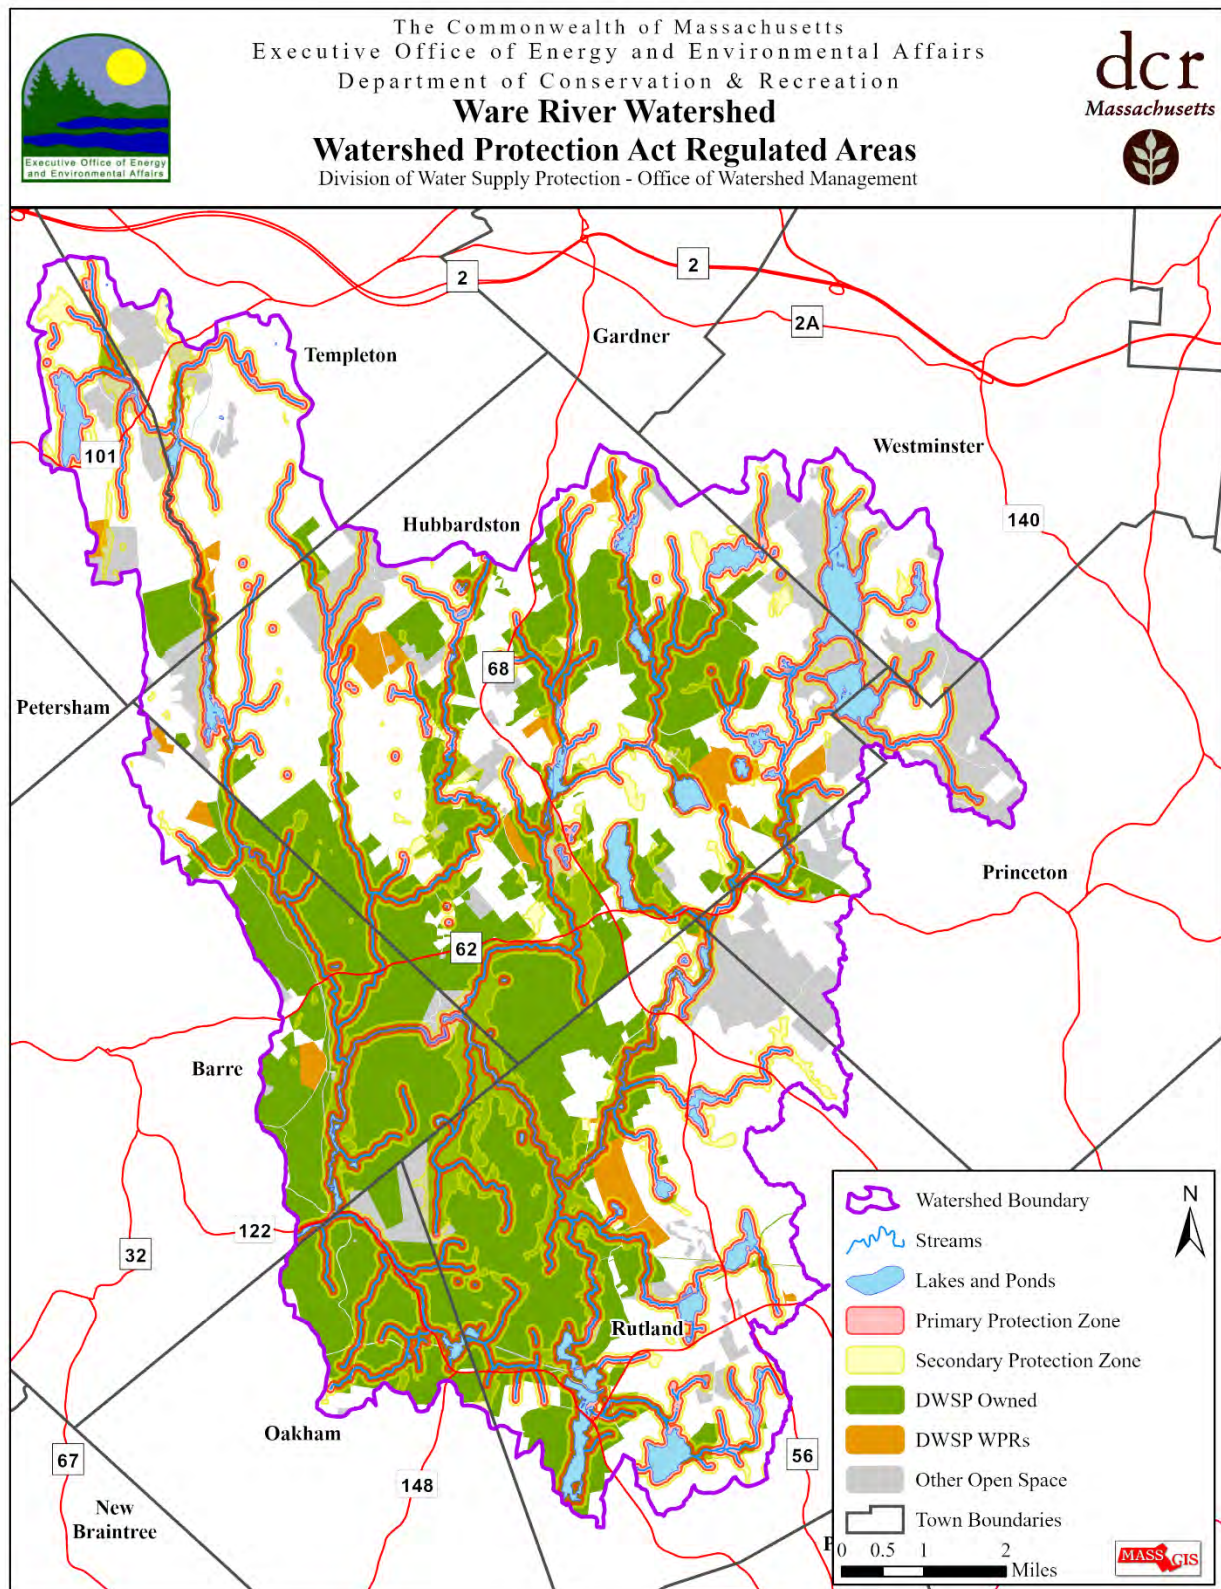 The Commonwealth of Massachusetts
Executive Office of Energy and Environmental Affairs
Department of Conservation & Recreation
Ware River Watershed
Watershed Protection Act Regulated Areas
Division of Water Supply Protection - Office of Watershed Management
Executive Office of Energy
and Environmental Affairs
dcr
Massachusetts
2
2
2A
Gardner
Templeton
101
Westminster
140
Hubbardston
68
Petersham
Princeton
62
Barre
122
32
Rutland
Oakham
67
148
56
New
Braintree
Watershed Boundary
N
Streams
Lakes and Ponds
Primary Protection Zone
Secondary Protection Zone
DWSP Owned
DWSP WPRs
Other Open Space
Town Boundaries
0 0.5 1 2
Miles
MASS GIS